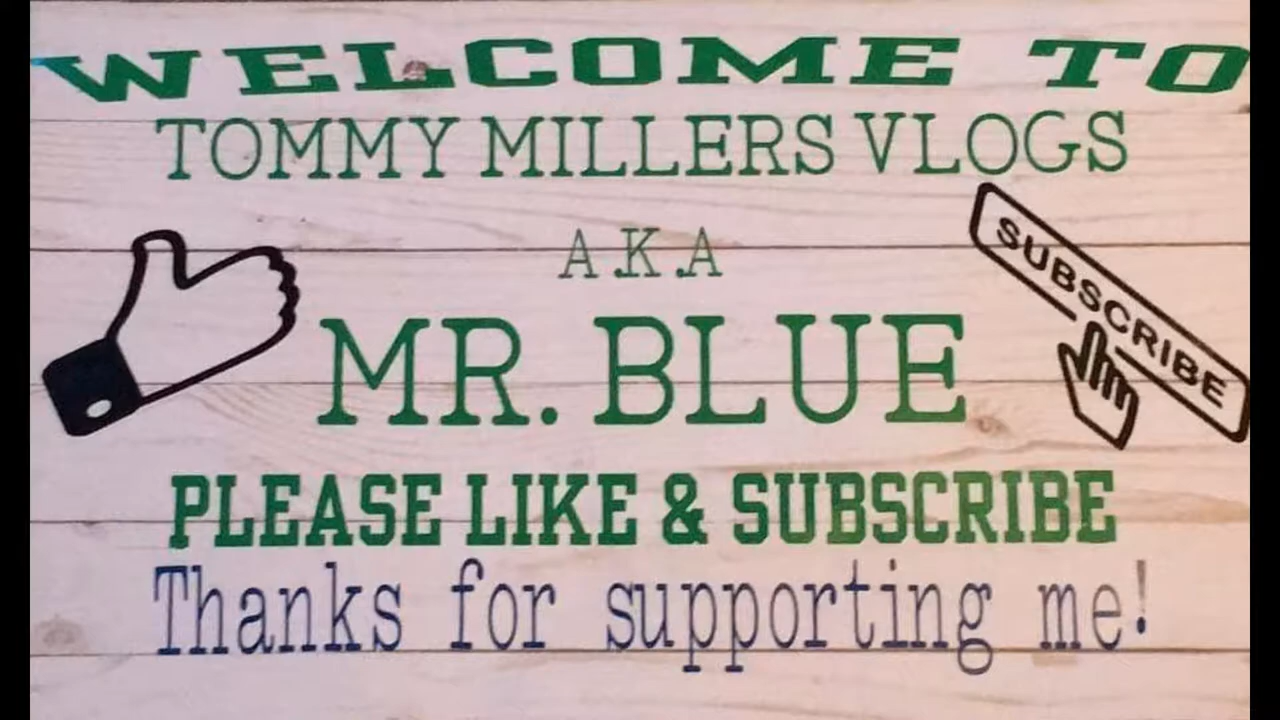 WELCOME TO
TOMMY MILLERS VLOGS
A.K.A
MR. BLUE
SUBSCRIBE
PLEASE LIKE & SUBSCRIBE
Thanks for supporting me!